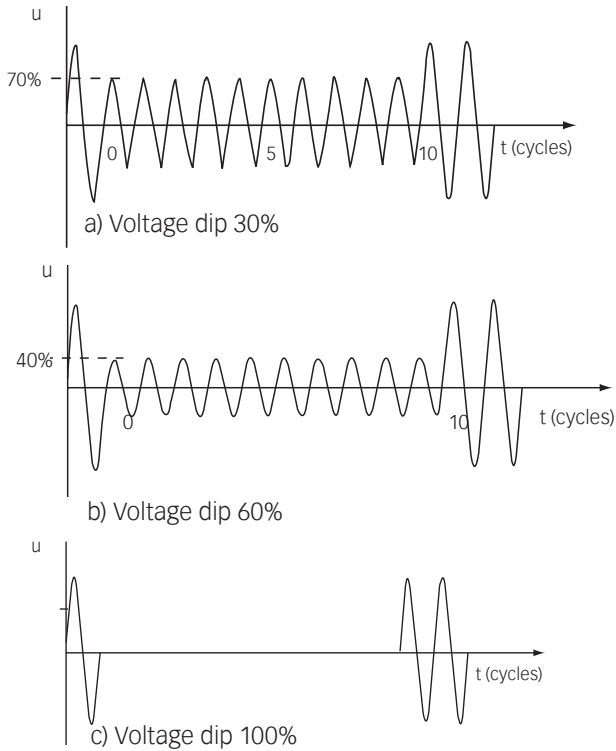 u
70%
0 5 10 t (cycles)
a) Voltage dip 30%
u
40%
0 10 t (cycles)
b) Voltage dip 60%
u
t (cycles)
c) Voltage dip 100%